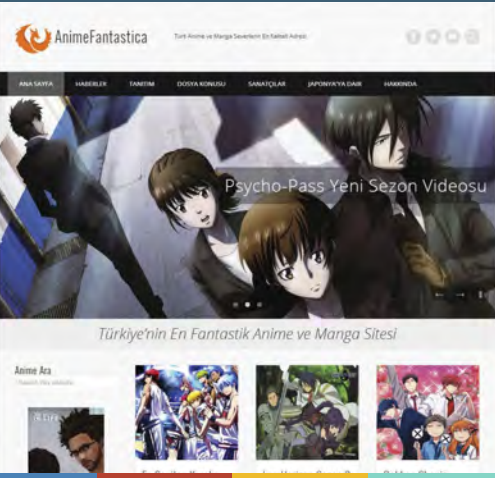 AnimeFantastica
Türk Anime ve Manga Severlerin En Kaliteli Adresi
ANA SAYFA HABERLER TANITIM DOSYA KONUSU SANATÇILAR JAPONYA'YA DAIR HAKKINDA
Psycho-Pass Yeni Sezon Videosu
Türkiye'nin En Fantastik Anime ve Manga Sitesi
Anime Ara